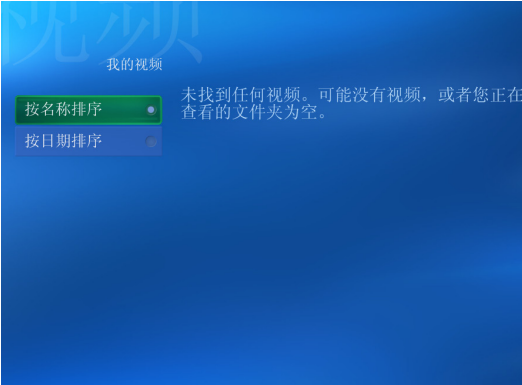 视频
我的视频
按名称排序
未找到任何视频。可能没有视频，或者您正在
查看的文件夹为空。
按日期排序